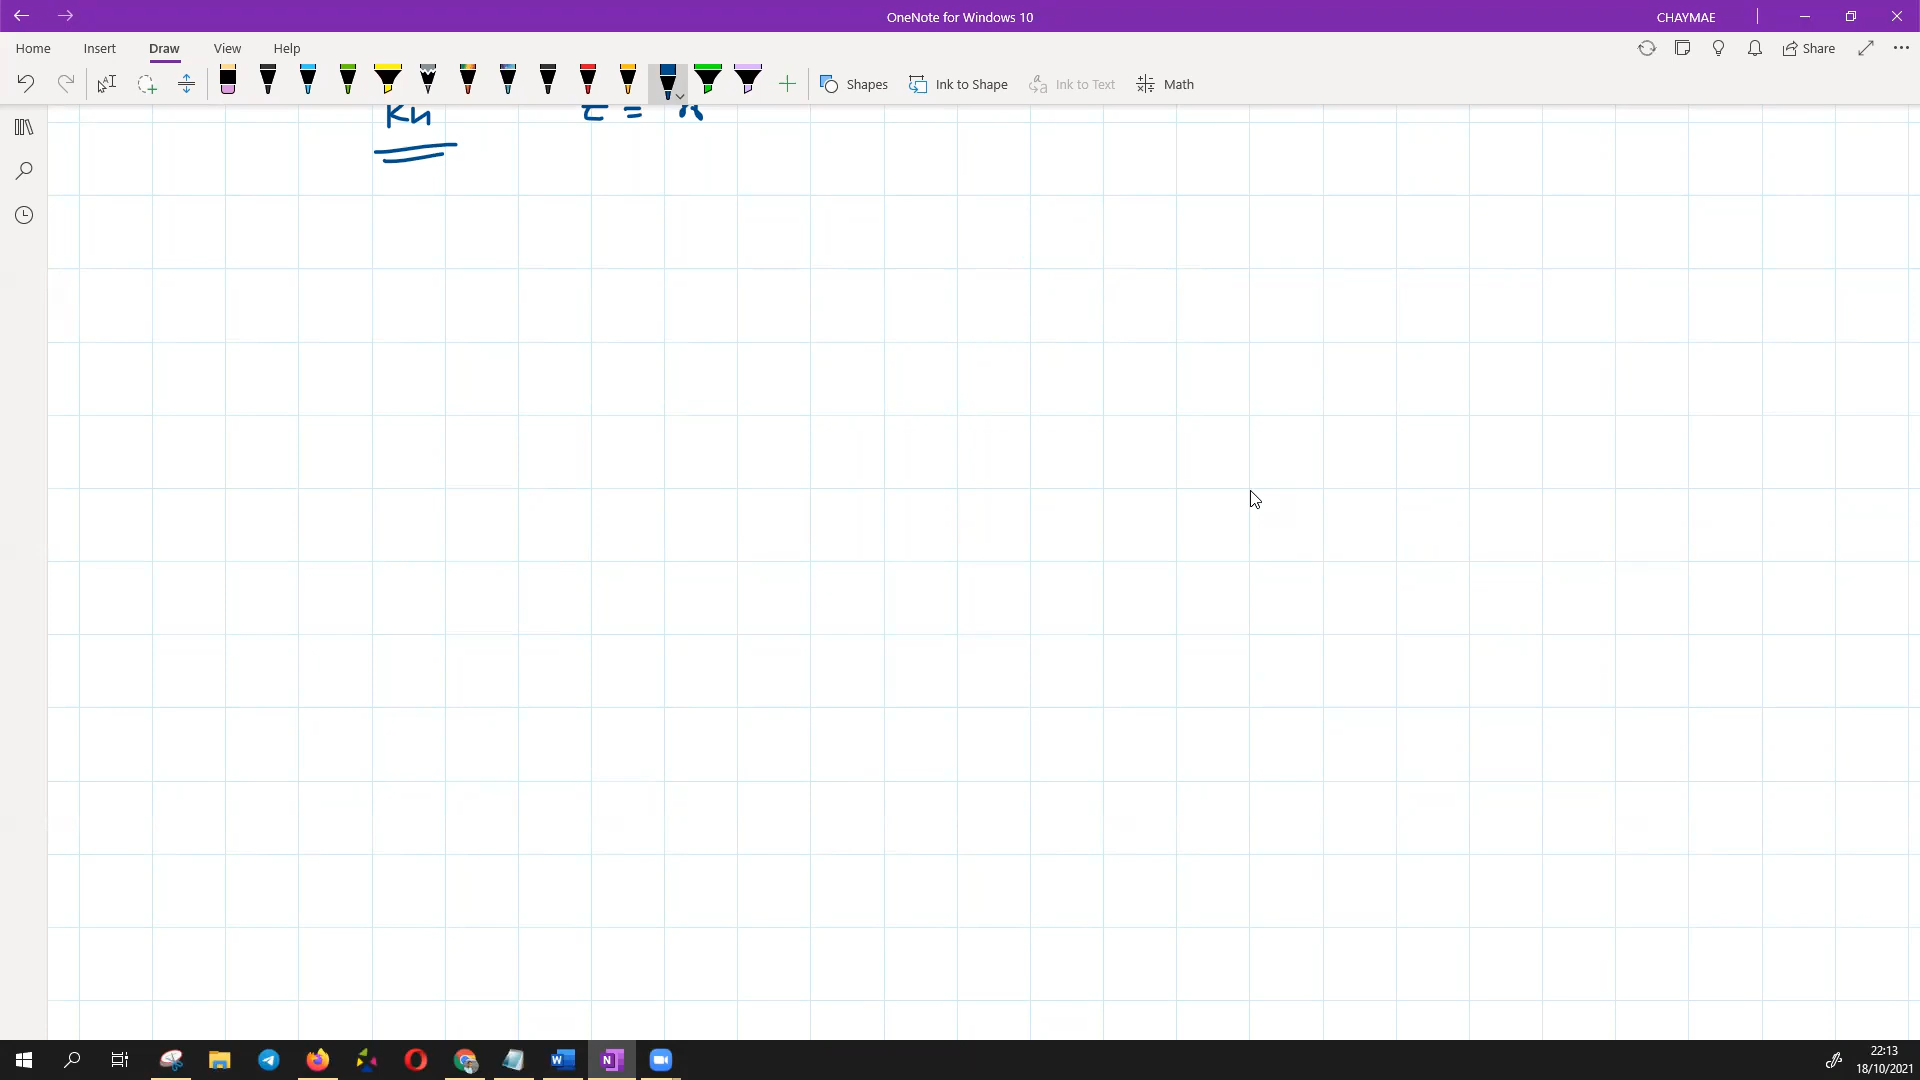 OneNote for Windows 10
CHAYMAE
Home Insert Draw View Help
Share
Shapes
Ink to Shape
Ink to Text
Math
22:13
18/10/2021